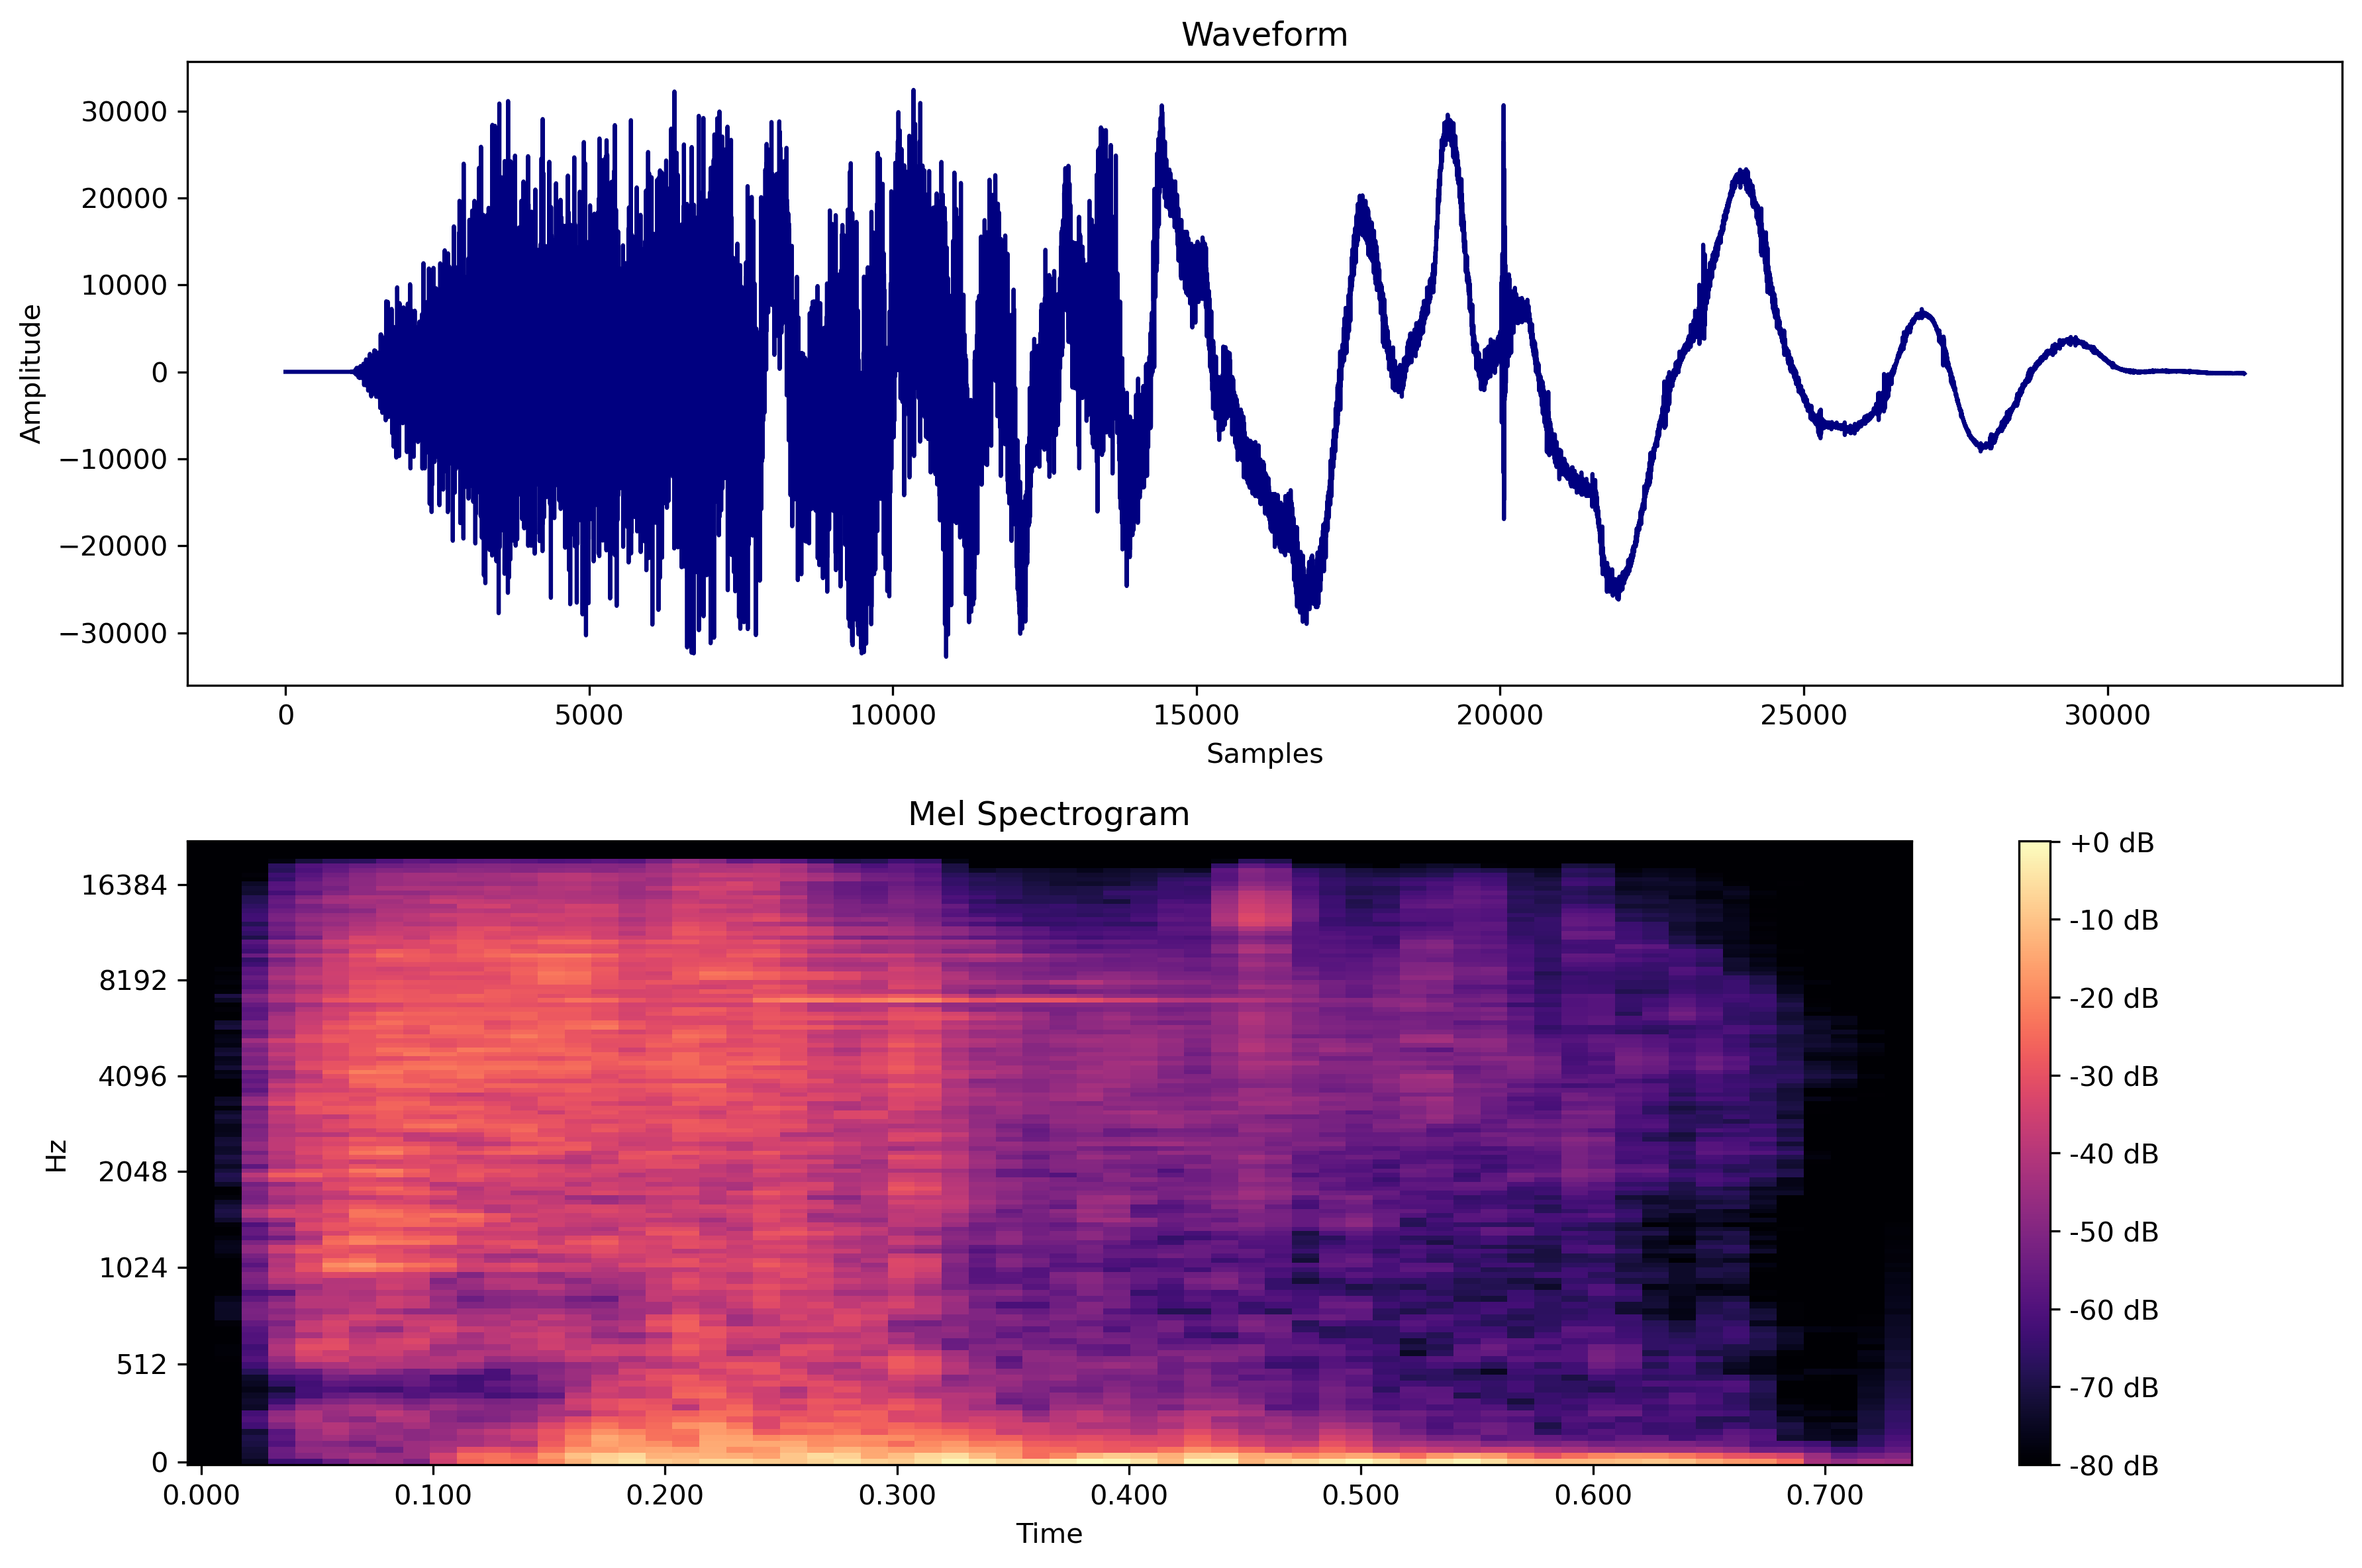 Waveform
30000
20000
10000
0
−10000
−20000
−30000
Amplitude
0 5000 10000 15000 20000 25000 30000
Samples
Mel Spectrogram
16384
8192
4096
2048
1024
512
0
Hz
0.000 0.100 0.200 0.300 0.400 0.500 0.600 0.700
Time
+0 dB
-10 dB
-20 dB
-30 dB
-40 dB
-50 dB
-60 dB
-70 dB
-80 dB